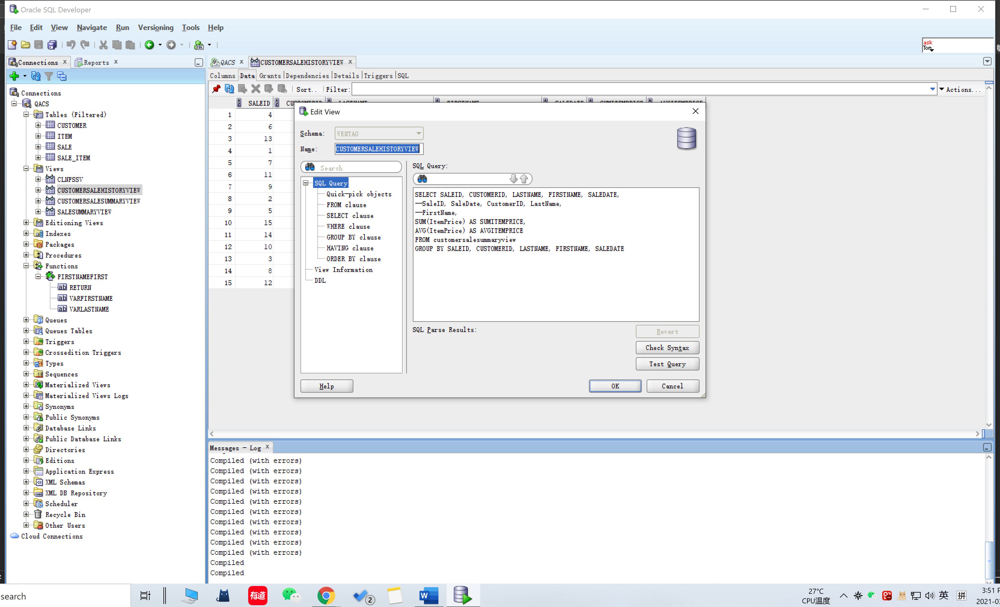 Oracle SQL Developer
File Edit View Navigate Run Versioning Tools Help
ask
Tom
Connections
Reports
QACS
CUSTOMERSALEHISTORYVIEW
Columns Data Grants Dependencies Details Triggers SQL
Sort.. Filter: Actions...
Connections
QACS
Tables (Filtered)
CUSTOMER
ITEM
SALE
SALE_ITEM
Views
CLNFSSV
CUSTOMERSALEHISTORYVIEW
CUSTOMERSALESUMMARYVIEW
SALESUMMARYVIEW
Editioning Views
Indexes
Packages
Procedures
Functions
FIRSTNAMEFIRST
RETURN
VARFIRSTNAME
VARLASTNAME
Queues
Queues Tables
Triggers
Crossedition Triggers
Types
Sequences
Materialized Views
Materialized Views Logs
Synonyms
Public Synonyms
Database Links
Public Database Links
Directories
Editions
Application Express
XML Schemas
XML DB Repository
Scheduler
Recycle Bin
Other Users
Cloud Connections
SALEID
1 4
2 6
3 13
4 1
5 7
6 11
7 9
8 2
9 5
10 15
11 14
12 10
13 3
14 8
15 12
Edit View
Schema: WENTAO
Name: CUSTOMERSALEHISTORYVIEW
Search
SQL Query
Quick-pick objects
FROM clause
SELECT clause
WHERE clause
GROUP BY clause
HAVING clause
ORDER BY clause
View Information
DDL
SQL Query:
SELECT SALEID, CUSTOMERID, LASTNAME, FIRSTNAME, SALEDATE,
--SaleID, SaleDate, CustomerID, LastName,
--FirstName,
SUM(ItemPrice) AS SUMITEMPRICE,
AVG(ItemPrice) AS AVGITEMPRICE
FROM customersalesummaryview
GROUP BY SALEID, CUSTOMERID, LASTNAME, FIRSTNAME, SALEDATE
SQL Parse Results:
Revert
Check Syntax
Test Query
Help
OK
Cancel
Messages - Log
Compiled (with errors)
Compiled (with errors)
Compiled (with errors)
Compiled (with errors)
Compiled (with errors)
Compiled (with errors)
Compiled (with errors)
Compiled (with errors)
Compiled (with errors)
Compiled (with errors)
Compiled
Compiled
search
有道
2
W
27°C
CPU温度
英
拼
3:51 P
2021-0